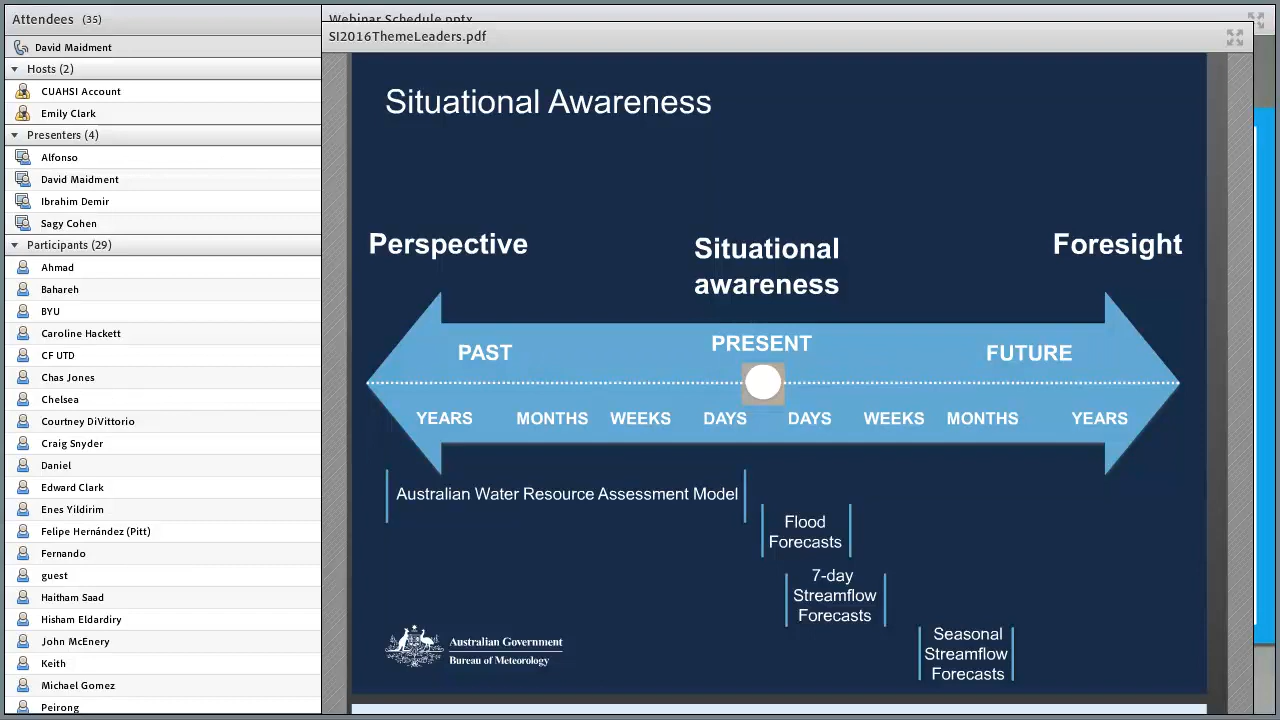 Attendees (35)
David Maidment
Hosts (2)
CUAHSI Account
Emily Clark
Presenters (4)
Alfonso
David Maidment
Ibrahim Demir
Sagy Cohen
Participants (29)
Ahmad
Bahareh
BYU
Caroline Hackett
CF UTD
Chas Jones
Chelsea
Courtney DiVittorio
Craig Snyder
Daniel
Edward Clark
Enes Yildirim
Felipe Hernández (Pitt)
Fernando
guest
Haitham Saad
Hisham Eldardiry
John McEnery
Keith
Michael Gomez
Peirong
Webinar Schedule.pptx
SI2016ThemeLeaders.pdf
Situational Awareness
Perspective
Situational
awareness
Foresight
PAST
PRESENT
FUTURE
YEARS MONTHS WEEKS DAYS DAYS WEEKS MONTHS YEARS
Australian Water Resource Assessment Model
Flood
Forecasts
7-day
Streamflow
Forecasts
Seasonal
Streamflow
Forecasts
Australian Government
Bureau of Meteorology